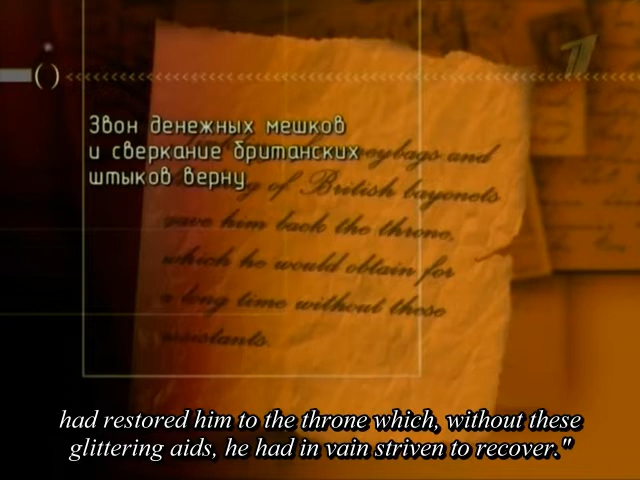 Звон денежных мешков
и сверкание британских
штыков верну
neybags and
g of British bayonets
gave him back the throne,
which he would obtain for
a long time without these
assistants.
had restored him to the throne which, without these
glittering aids, he had in vain striven to recover."